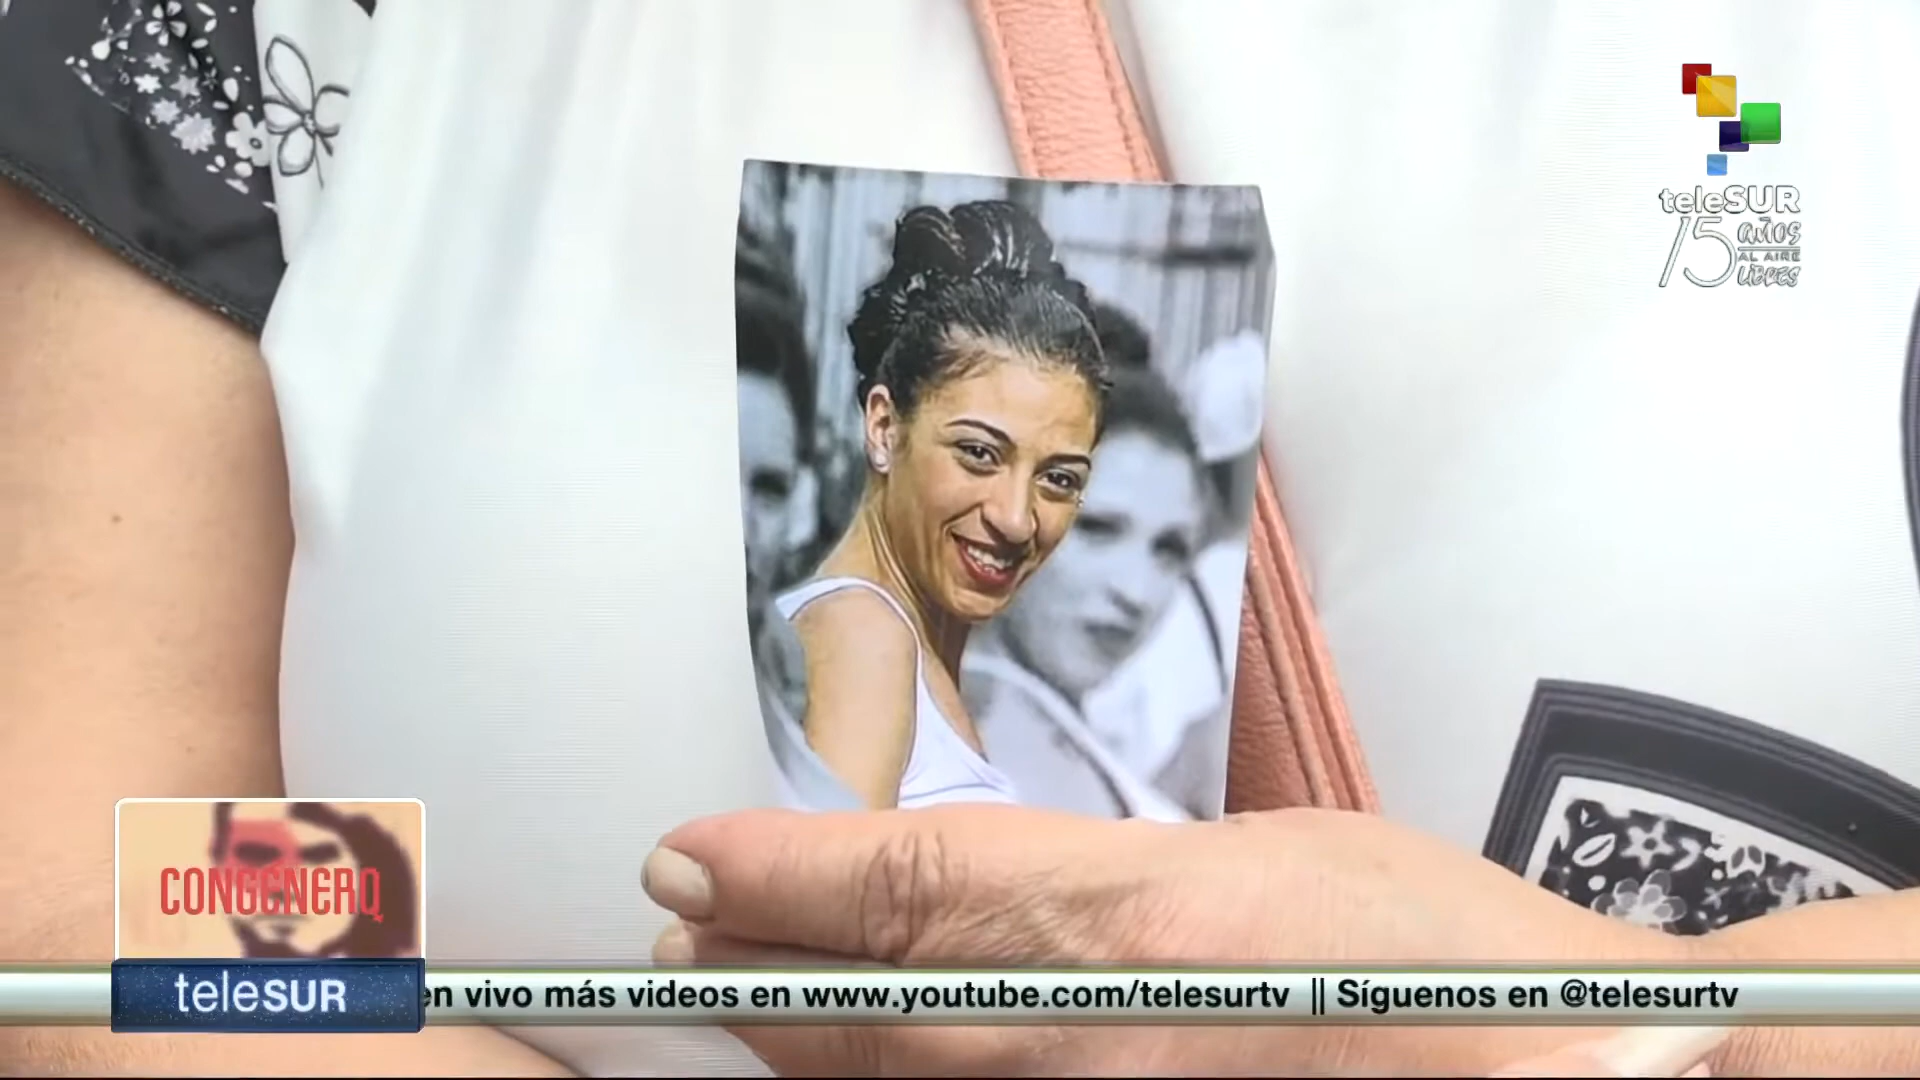 teleSUR
15 años
AL AIRE
LIBRES
CONGÉNERO
teleSUR
en vivo más videos en www.youtube.com/telesurtv || Síguenos en @telesurtv